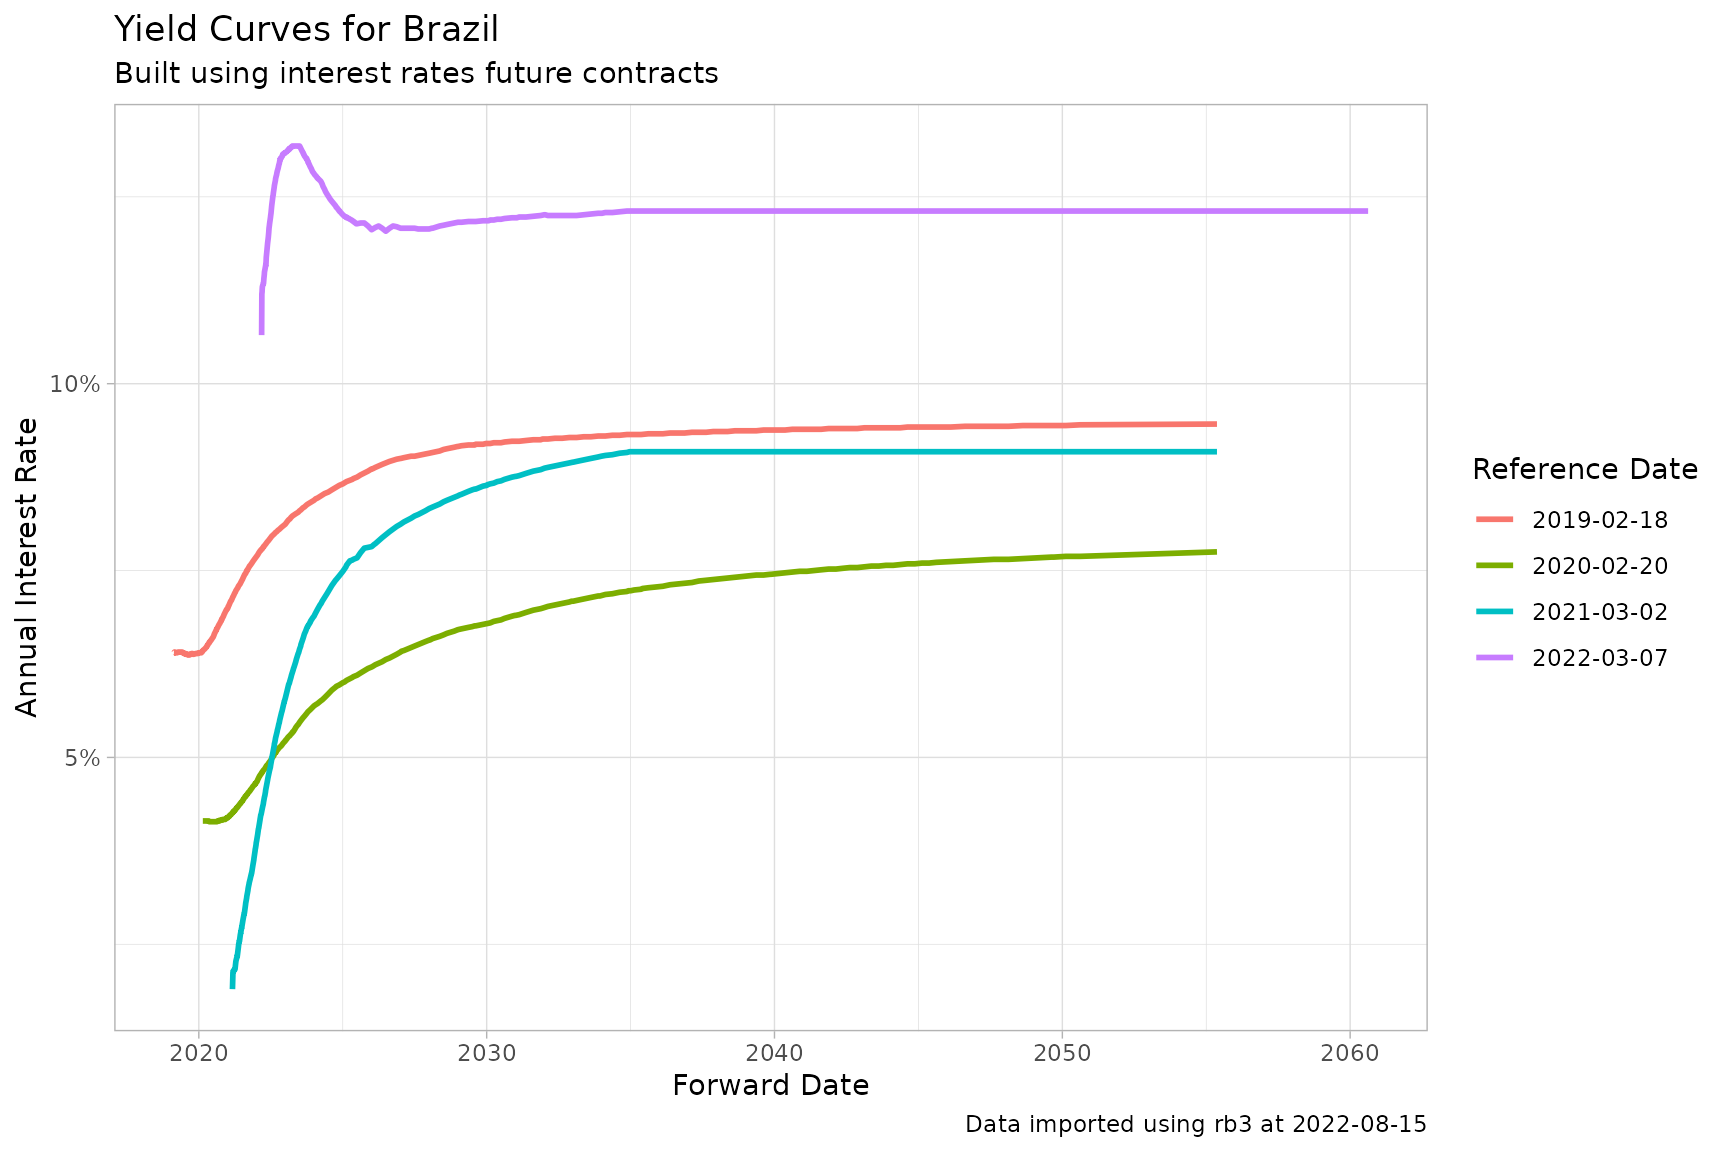 Yield Curves for Brazil
Built using interest rates future contracts
Annual Interest Rate
10%
5%
2020
2030
2040
2050
2060
Forward Date
Reference Date
2019-02-18
2020-02-20
2021-03-02
2022-03-07
Data imported using rb3 at 2022-08-15